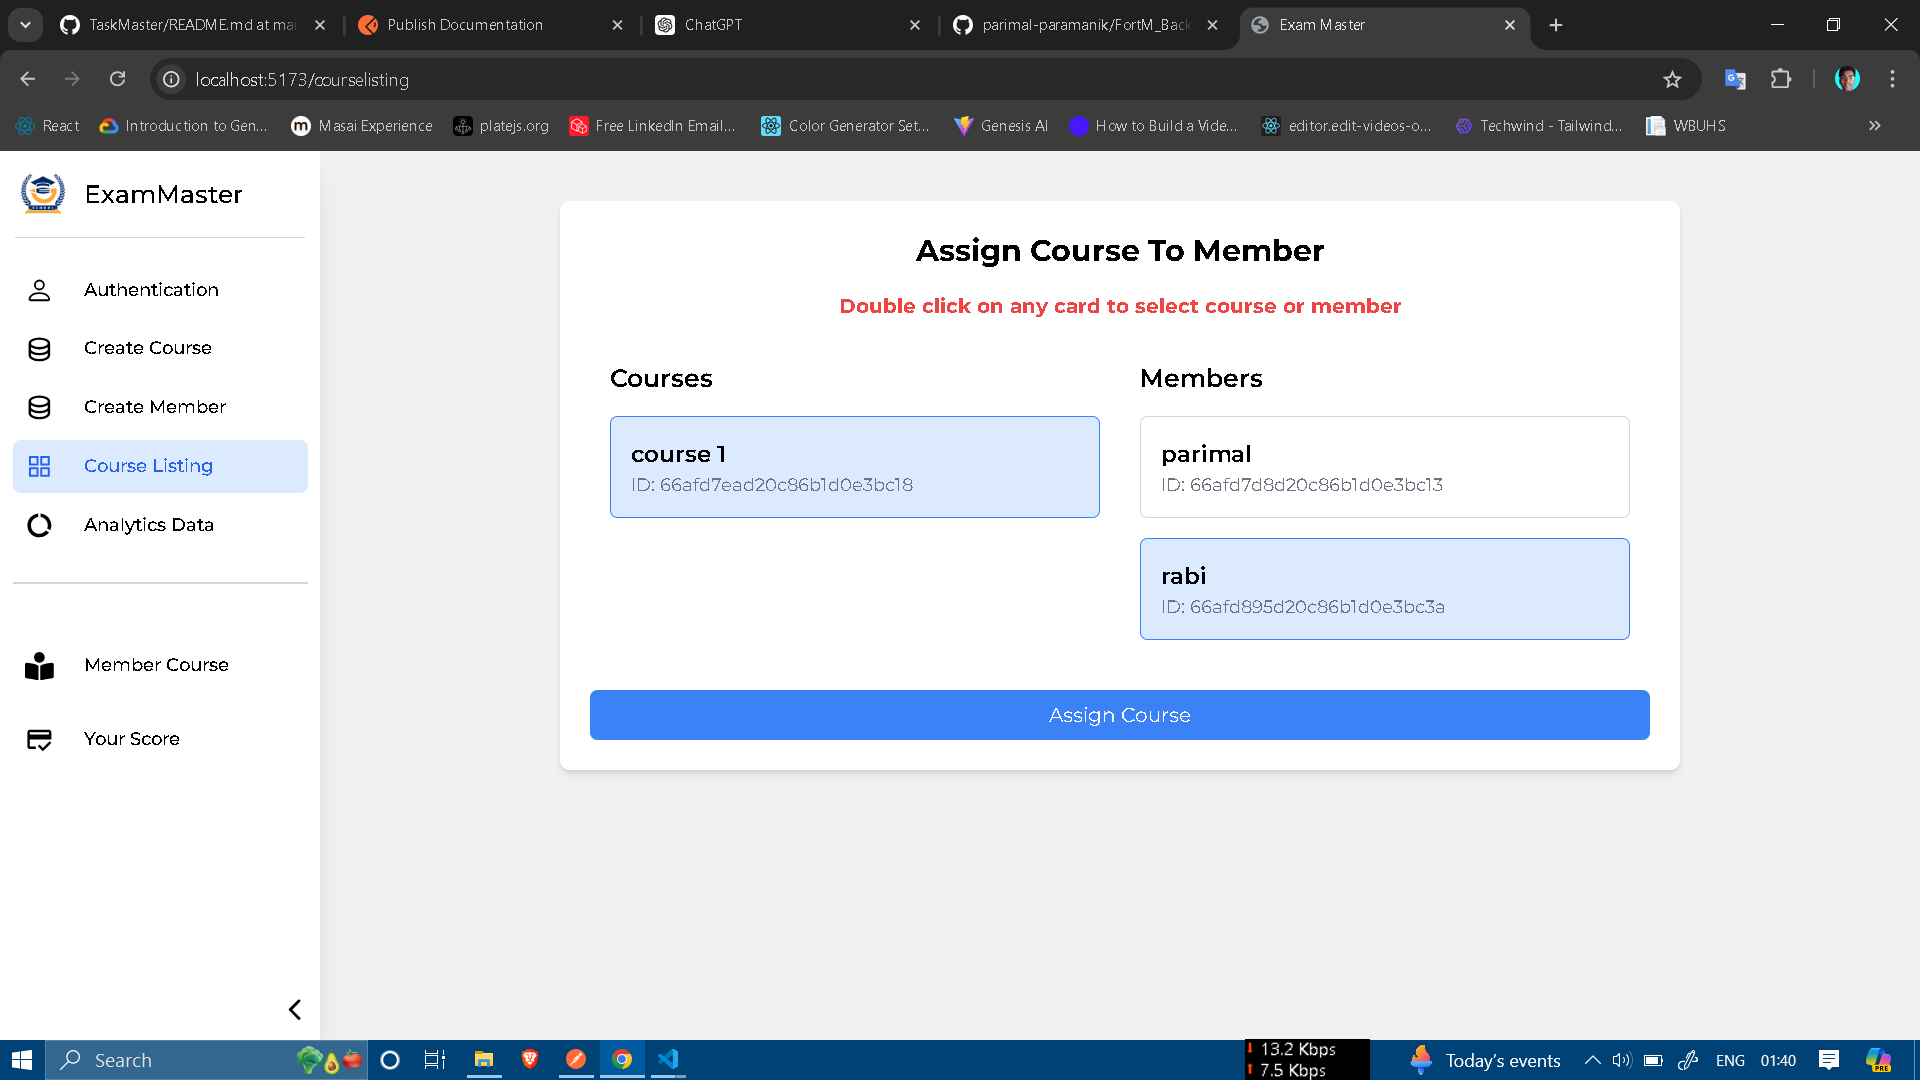 TaskMaster/README.md at mai
Publish Documentation
ChatGPT
parimal-paramanik/FortM_Back
Exam Master
localhost:5173/courselisting
React
Introduction to Gen...
Masai Experience
platejs.org
Free LinkedIn Email...
Color Generator Set...
Genesis AI
How to Build a Vide...
editor.edit-videos-o...
Techwind - Tailwind...
WBUHS
ExamMaster
Authentication
Create Course
Create Member
Course Listing
Analytics Data
Member Course
Your Score
Assign Course To Member
Double click on any card to select course or member
Courses
course 1
ID: 66afd7ead20c86b1d0e3bc18
Members
parimal
ID: 66afd7d8d20c86b1d0e3bc13
rabi
ID: 66afd895d20c86b1d0e3bc3a
Assign Course
Search
13.2 Kbps
7.5 Kbps
Today's events
ENG
01:40
PRE